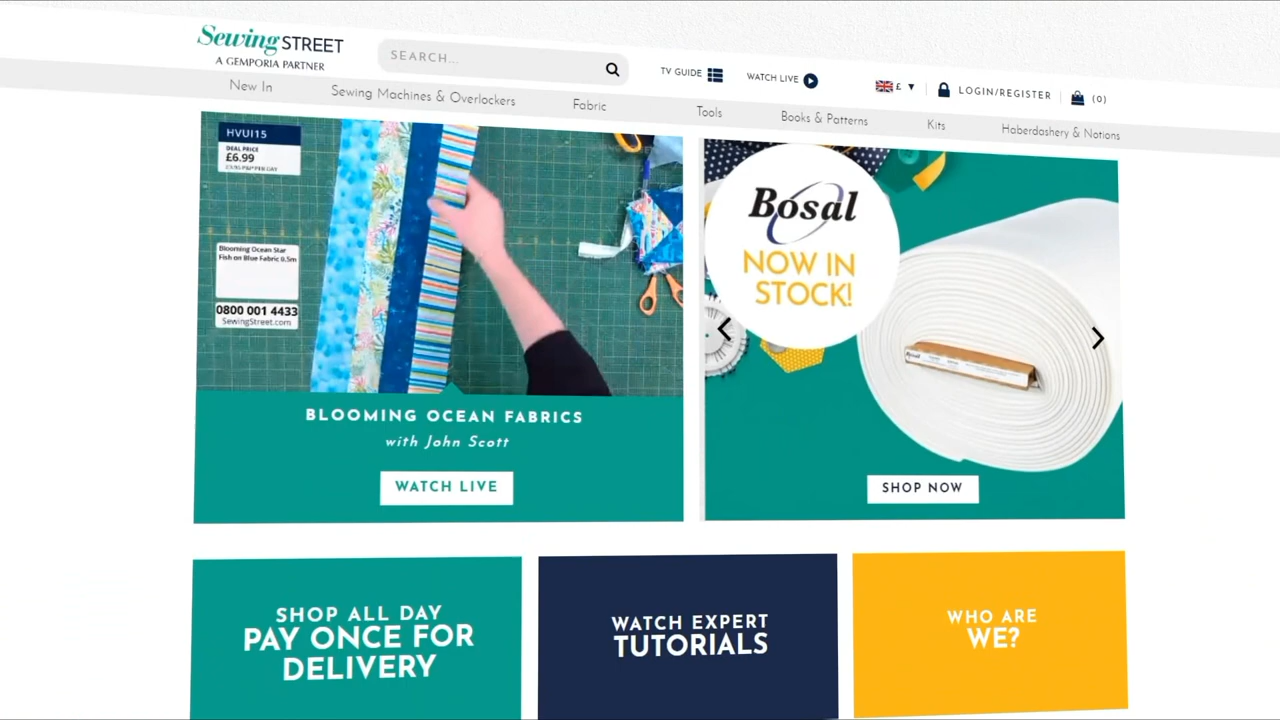 Sewing STREET
A GEMPORIA PARTNER
SEARCH...
TV GUIDE
WATCH LIVE
£
LOGIN/REGISTER
(0)
New In
Sewing Machines & Overlockers
Fabric
Tools
Books & Patterns
Kits
Haberdashery & Notions
HVUI15
DEAL PRICE
£6.99
Blooming Ocean Star
Fish on Blue Fabric 0.5m
0800 001 4433
SewingStreet.com
BLOOMING OCEAN FABRICS
with John Scott
WATCH LIVE
Bosal
NOW IN
STOCK!
Bosal
SHOP NOW
SHOP ALL DAY
PAY ONCE FOR
DELIVERY
WATCH EXPERT
TUTORIALS
WHO ARE
WE?